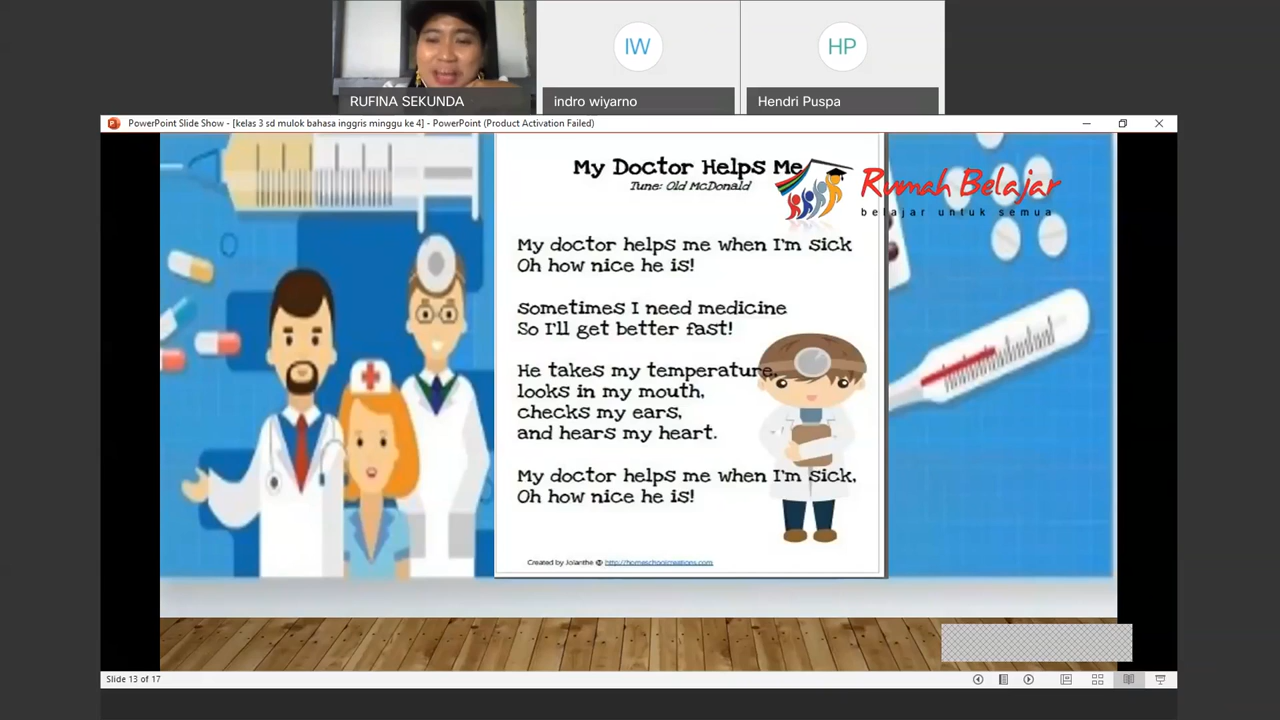 IW
HP
RUFINA SEKUNDA
indro wiyarno
Hendri Puspa
PowerPoint Slide Show - [kelas 3 sd mulok bahasa inggris minggu ke 4] - PowerPoint (Product Activation Failed)
My Doctor Helps Me
Tune: Old McDonald
Rumah Belajar
belajar untuk semua
My doctor helps me when I'm sick
Oh how nice he is!
Sometimes I need medicine
So I'll get better fast!
He takes my temperature,
looks in my mouth,
checks my ears,
and hears my heart.
My doctor helps me when I'm sick,
Oh how nice he is!
Created by Jolanthe @ http://homeschoolcreations.com
Slide 13 of 17